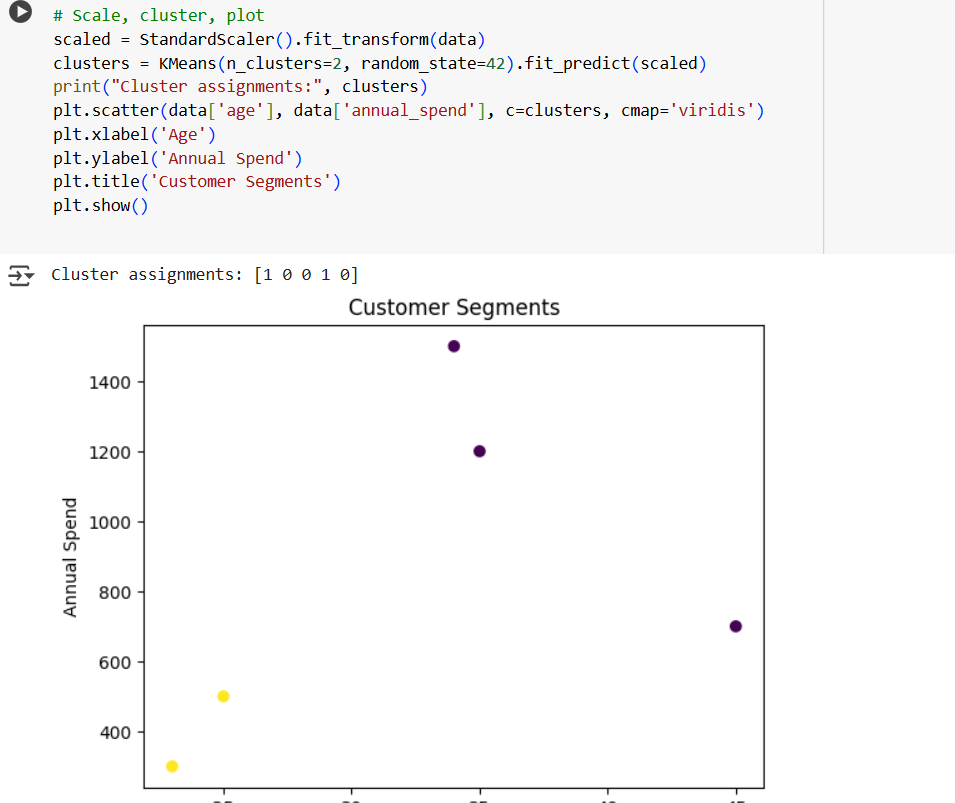 # Scale, cluster, plot
scaled = StandardScaler().fit_transform(data)
clusters = KMeans(n_clusters=2, random_state=42).fit_predict(scaled)
print("Cluster assignments:", clusters)
plt.scatter(data['age'], data['annual_spend'], c=clusters, cmap='viridis')
plt.xlabel('Age')
plt.ylabel('Annual Spend')
plt.title('Customer Segments')
plt.show()
Cluster assignments: [1 0 0 1 0]
Customer Segments
1400
1200
1000
800
600
400
Annual Spend